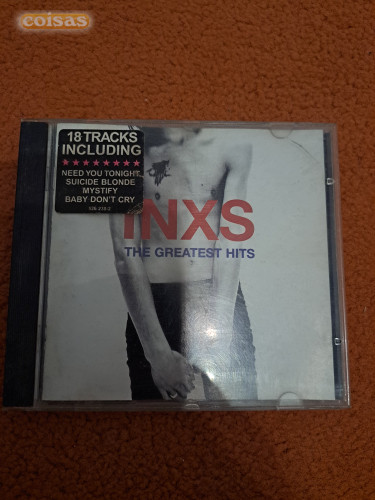 coisas
18 TRACKS
INCLUDING
NEED YOU TONIGHT
SUICIDE BLONDE
MYSTIFY
BABY DON'T CRY
INXS
THE GREATEST HITS